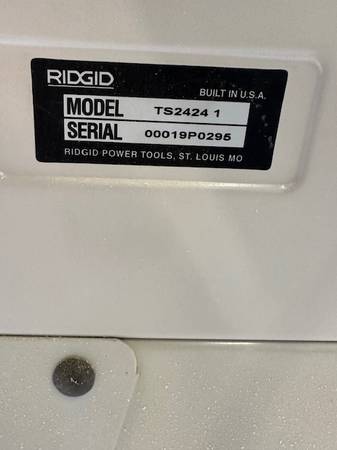 RIDGID
BUILT IN U.S.A.
MODEL TS2424 1
SERIAL 00019P0295
RIDGID POWER TOOLS, ST. LOUIS MO